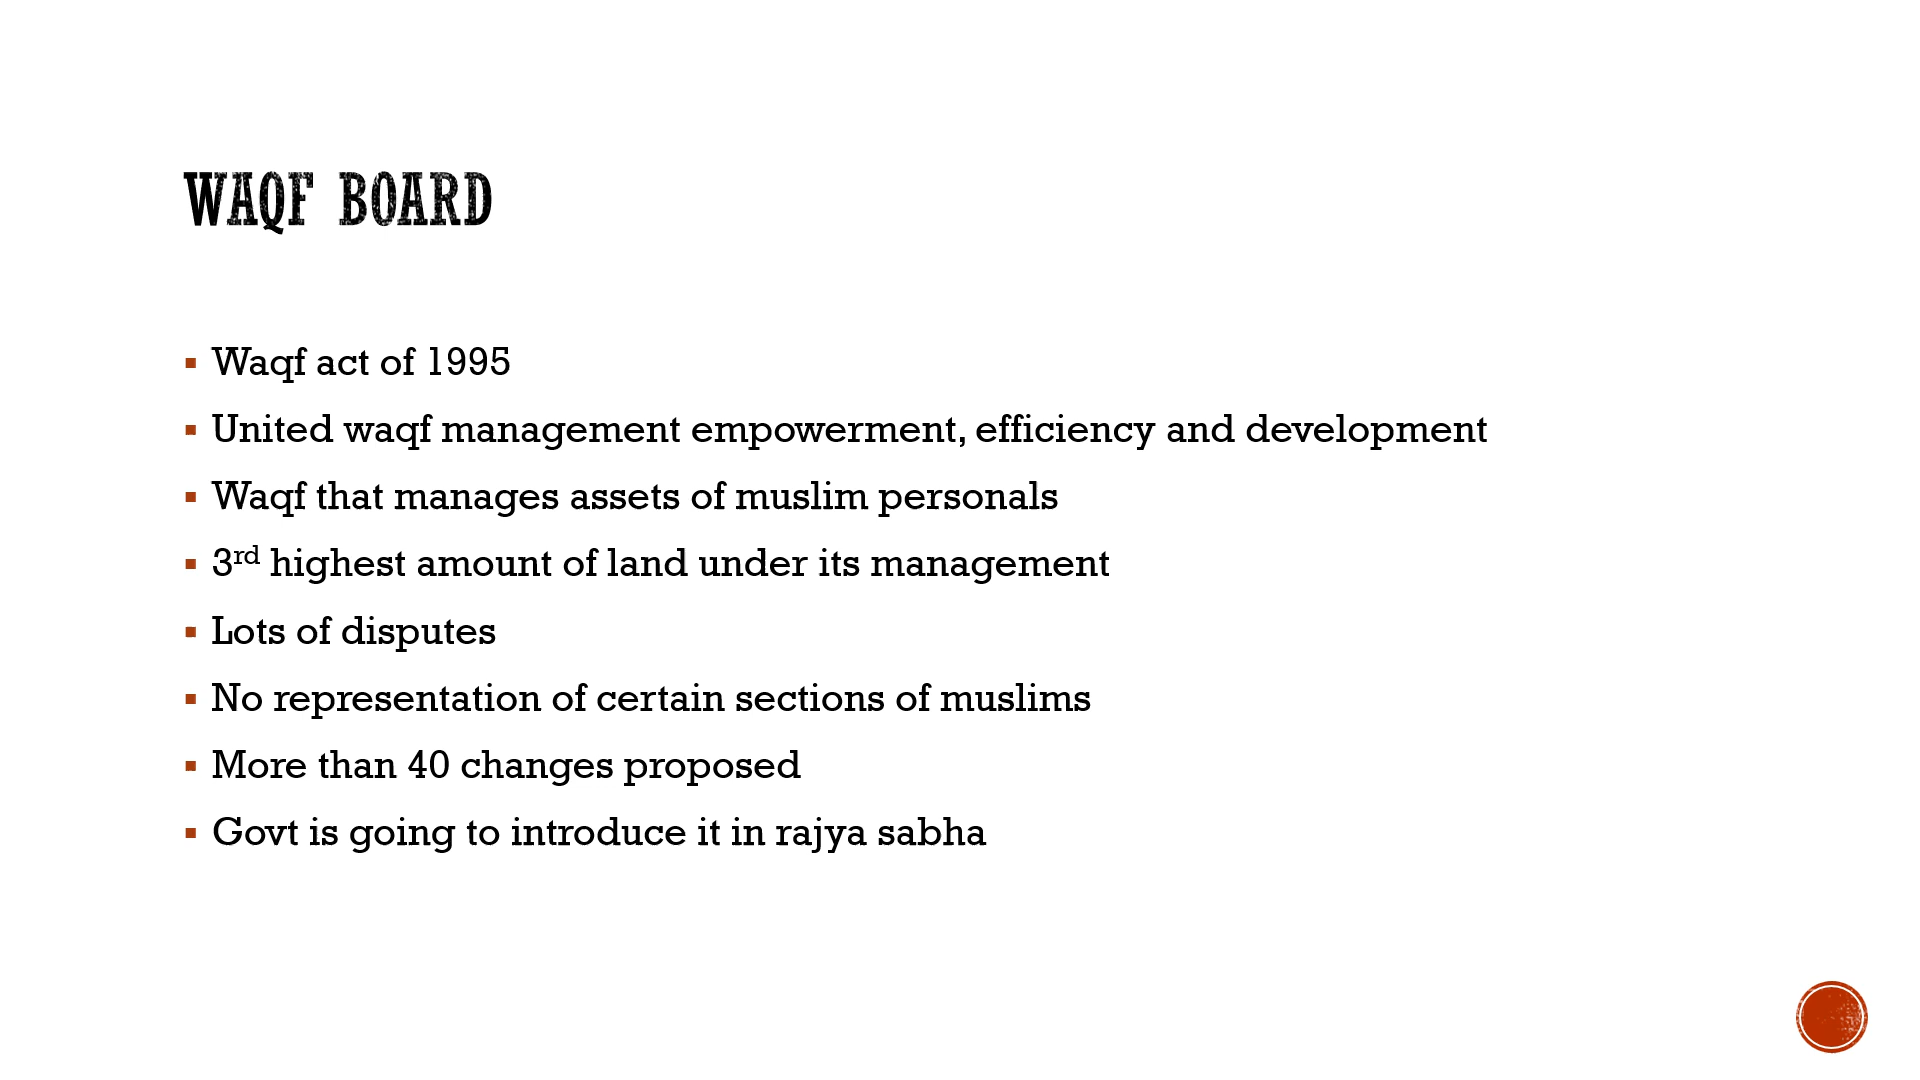 WAQF BOARD
Waqf act of 1995
United waqf management empowerment, efficiency and development
Waqf that manages assets of muslim personals
3rd highest amount of land under its management
Lots of disputes
No representation of certain sections of muslims
More than 40 changes proposed
Govt is going to introduce it in rajya sabha